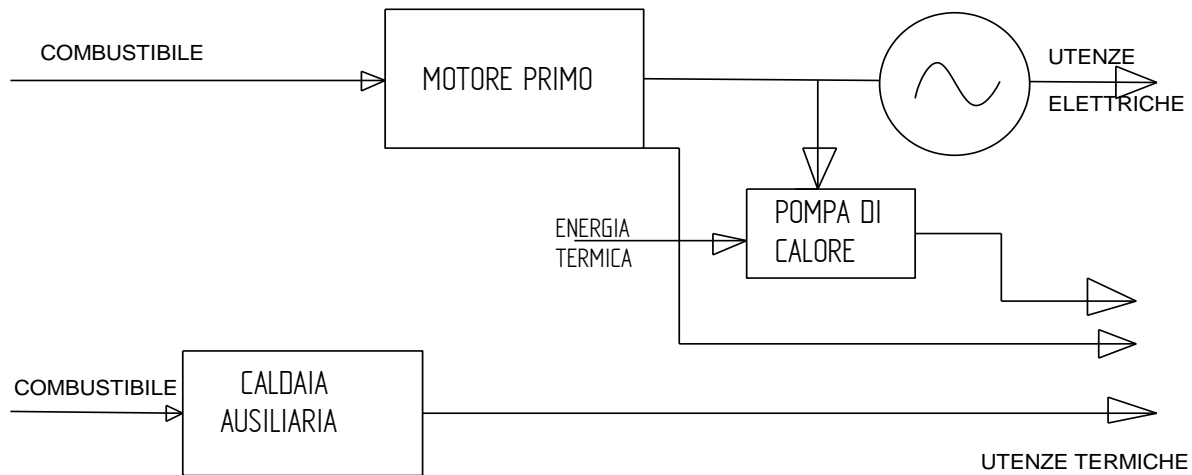 COMBUSTIBILE
MOTORE PRIMO
UTENZE
ELETTRICHE
POMPA DI
CALORE
ENERGIA
TERMICA
COMBUSTIBILE
CALDAIA
AUSILIARIA
UTENZE TERMICHE